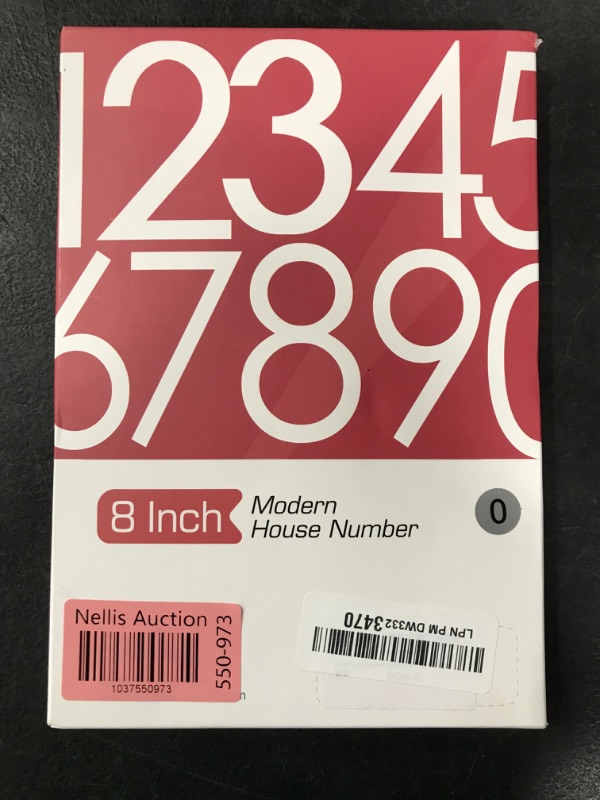 12345
67890
8 Inch
Modern
House Number
0
Nellis Auction
1037550973
550-973
LPN PM DW3323470